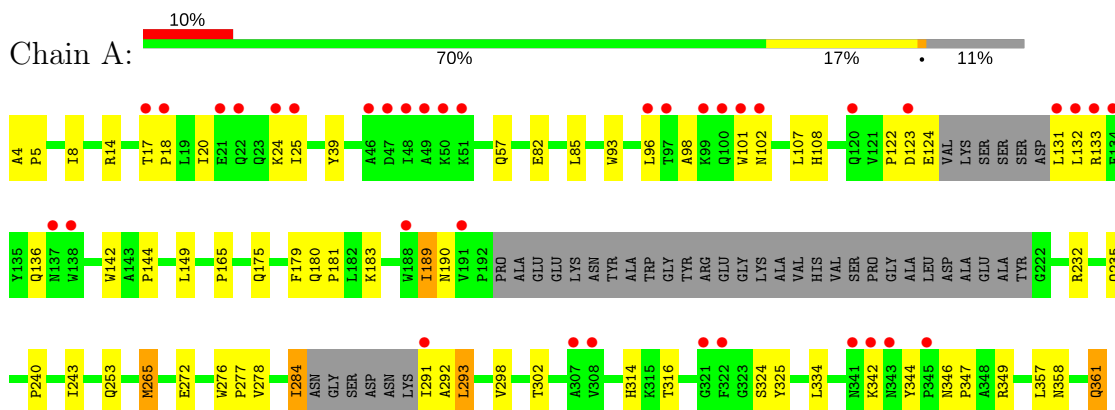 10%
Chain A:
70% 17% • 11%
A4 P5 I8 R14 T17 P18 L19 I20 E21 Q22 Q23 K24 I25 Y39 A46 D47 I48 A49 K50 K51 Q57 E82 L85 W93 L96 T97 A98 K99 Q100 W101 N102 L107 H108 Q120 V121 P122 D123 E124 VAL LYS SER SER SER ASP L131 L132 R133 E134
Y135 Q136 N137 W138 W142 A143 P144 L149 P165 Q175 F179 Q180 P181 L182 K183 W188 I189 N190 V191 P192 PRO ALA GLU GLU LYS ASN TYR ALA TRP GLY TYR ARG GLU GLY LYS ALA VAL HIS VAL SER PRO GLY ALA LEU ASP ALA GLU ALA TYR G222 R232
P240 I243 Q253 M265 E272 W276 P277 V278 I284 ASN GLY SER ASP ASN LYS I291 A292 L293 V298 T302 A307 V308 H314 K315 T316 G321 F322 G323 S324 Y325 L334 N341 K342 N343 Y344 P345 N346 P347 A348 R349 L357 N358 Q361